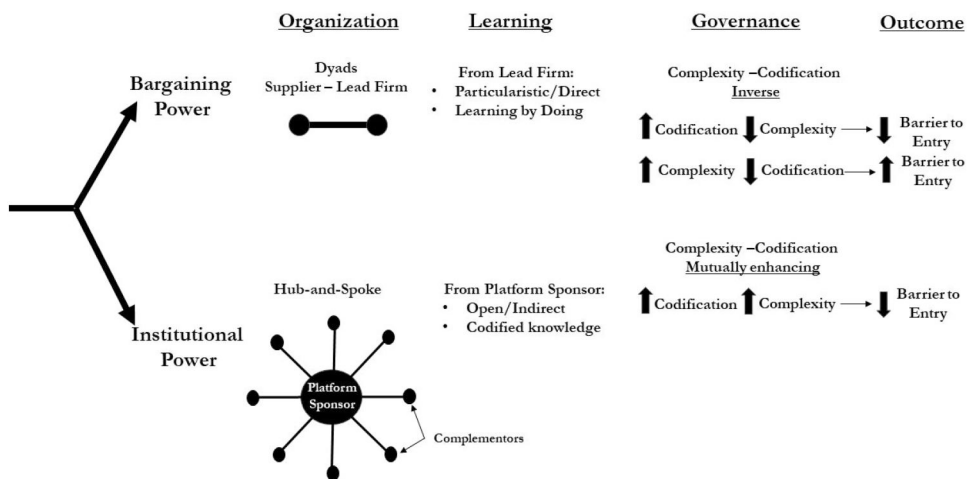 Organization
Learning
Governance
Outcome
Bargaining
Power
Dyads
Supplier – Lead Firm
From Lead Firm:
• Particularistic/Direct
• Learning by Doing
Complexity –Codification
Inverse
Codification Complexity Barrier to
Entry
Complexity Codification Barrier to
Entry
Institutional
Power
Hub-and-Spoke
Platform
Sponsor
Complementors
From Platform Sponsor:
• Open/Indirect
• Codified knowledge
Complexity –Codification
Mutually enhancing
Codification Complexity Barrier to
Entry